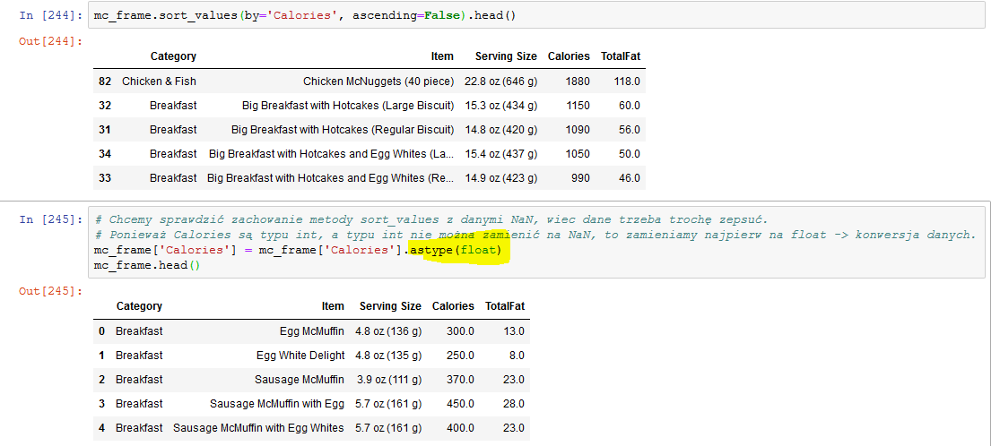 In [244]: mc_frame.sort_values(by='Calories', ascending=False).head()
Out[244]:
Category Item Serving Size Calories TotalFat
82 Chicken & Fish Chicken McNuggets (40 piece) 22.8 oz (646 g) 1880 118.0
32 Breakfast Big Breakfast with Hotcakes (Large Biscuit) 15.3 oz (434 g) 1150 60.0
31 Breakfast Big Breakfast with Hotcakes (Regular Biscuit) 14.8 oz (420 g) 1090 56.0
34 Breakfast Big Breakfast with Hotcakes and Egg Whites (La... 15.4 oz (437 g) 1050 50.0
33 Breakfast Big Breakfast with Hotcakes and Egg Whites (Re... 14.9 oz (423 g) 990 46.0
In [245]: # Chcemy sprawdzić zachowanie metody sort_values z danymi NaN, wiec dane trzeba trochę zepsuć.
# Ponieważ Calories są typu int, a typu int nie można zamienić na NaN, to zamieniamy najpierw na float -> konwersja danych.
mc_frame['Calories'] = mc_frame['Calories'].astype(float)
mc_frame.head()
Out[245]:
Category Item Serving Size Calories TotalFat
0 Breakfast Egg McMuffin 4.8 oz (136 g) 300.0 13.0
1 Breakfast Egg White Delight 4.8 oz (135 g) 250.0 8.0
2 Breakfast Sausage McMuffin 3.9 oz (111 g) 370.0 23.0
3 Breakfast Sausage McMuffin with Egg 5.7 oz (161 g) 450.0 28.0
4 Breakfast Sausage McMuffin with Egg Whites 5.7 oz (161 g) 400.0 23.0